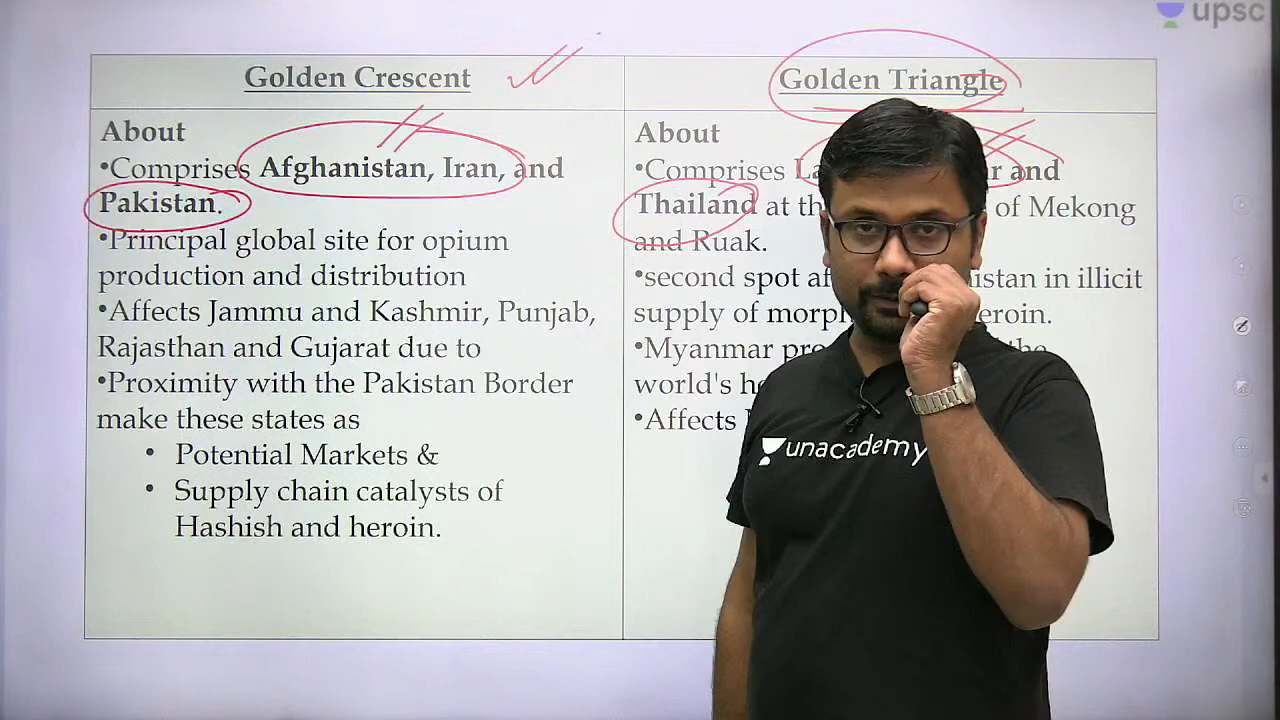 upsc
Golden Crescent
About
•Comprises Afghanistan, Iran, and
Pakistan.
•Principal global site for opium
production and distribution
•Affects Jammu and Kashmir, Punjab,
Rajasthan and Gujarat due to
•Proximity with the Pakistan Border
make these states as
• Potential Markets &
• Supply chain catalysts of
Hashish and heroin.
Golden Triangle
About
•Comprises and
Thailand at of Mekong
and Ruak.
•second spot in illicit
supply of
•Myanmar the
world's
•Affects
unacademy